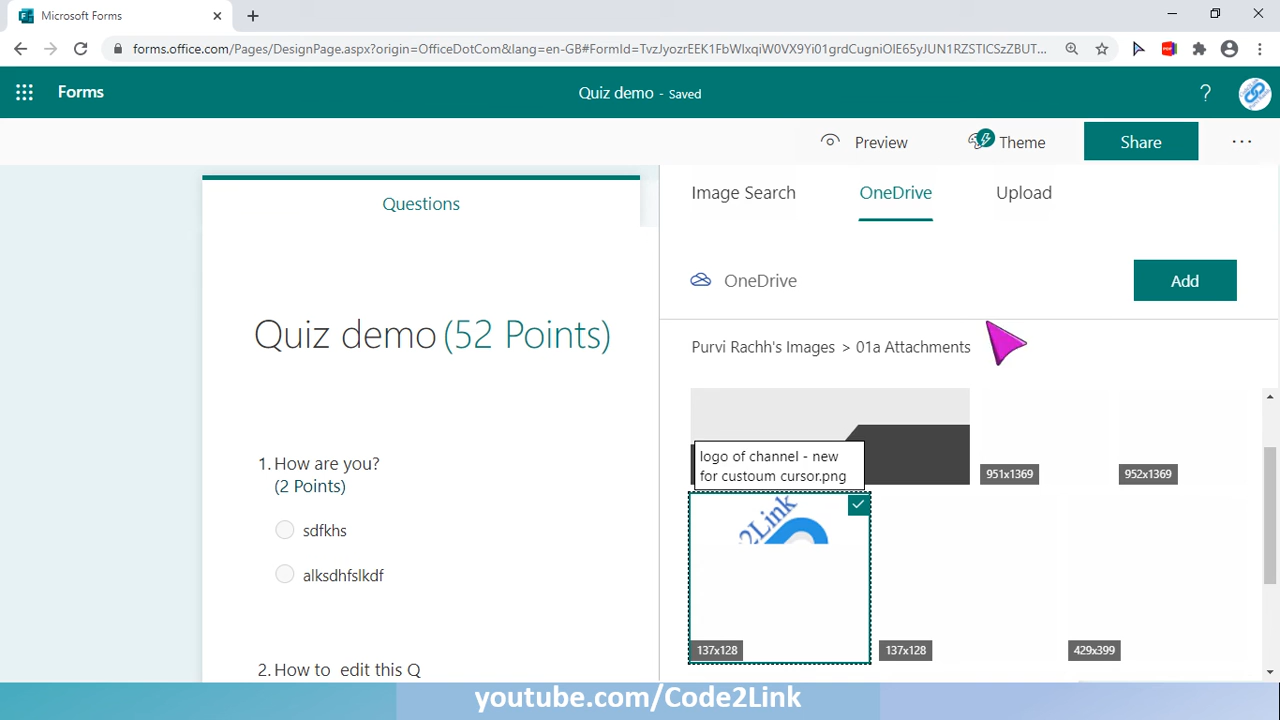 Microsoft Forms
forms.office.com/Pages/DesignPage.aspx?origin=OfficeDotCom&lang=en-GB#FormId=TvzJyozrEEK1FbWlxqiW0VX9Yi01grdCugniOlE65yJUN1RZSTlCSzZBUT...
PDF
Forms
Quiz demo - Saved
?
Preview
Theme
Share
...
Questions
Image Search
OneDrive
Upload
OneDrive
Add
Quiz demo (52 Points)
Purvi Rachh's Images > 01a Attachments
1. How are you?
(2 Points)
sdfkhs
alksdhfslkdf
2. How to edit this Q
logo of channel - new
for custoum cursor.png
951x1369
952x1369
2Link
137x128
137x128
429x399
youtube.com/Code2Link